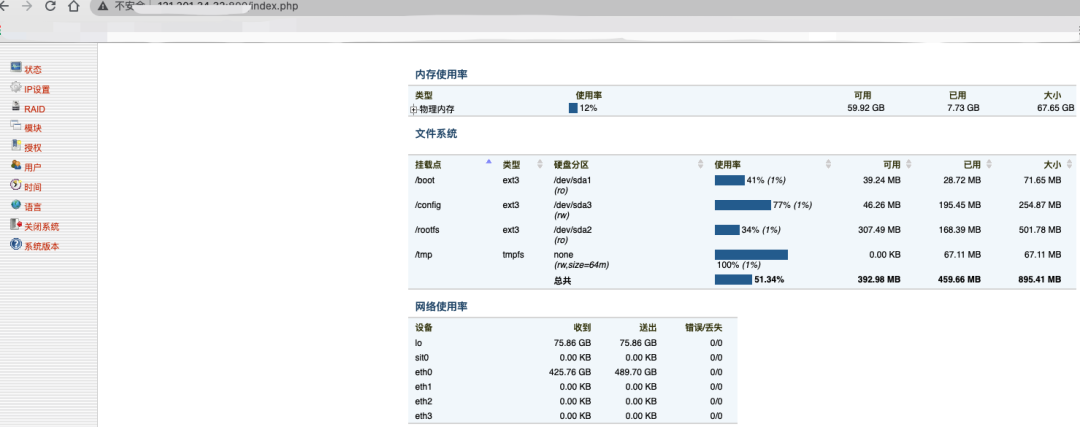 不安全
/index.php
状态
IP设置
RAID
模块
授权
用户
时间
语言
关闭系统
系统版本
内存使用率
类型 使用率 可用 已用 大小
物理内存 12% 59.92 GB 7.73 GB 67.65 GB
文件系统
挂载点 类型 硬盘分区 使用率 可用 已用 大小
/boot ext3 /dev/sda1 41% (1%) 39.24 MB 28.72 MB 71.65 MB
(ro)
/config ext3 /dev/sda3 77% (1%) 46.26 MB 195.45 MB 254.87 MB
(rw)
/rootfs ext3 /dev/sda2 34% (1%) 307.49 MB 168.39 MB 501.78 MB
(ro)
/tmp tmpfs none 0.00 KB 67.11 MB 67.11 MB
(rw,size=64m) 100% (1%)
总共 51.34% 392.98 MB 459.66 MB 895.41 MB
网络使用率
设备 收到 送出 错误/丢失
lo 75.86 GB 75.86 GB 0/0
sit0 0.00 KB 0.00 KB 0/0
eth0 425.76 GB 489.70 GB 0/0
eth1 0.00 KB 0.00 KB 0/0
eth2 0.00 KB 0.00 KB 0/0
eth3 0.00 KB 0.00 KB 0/0